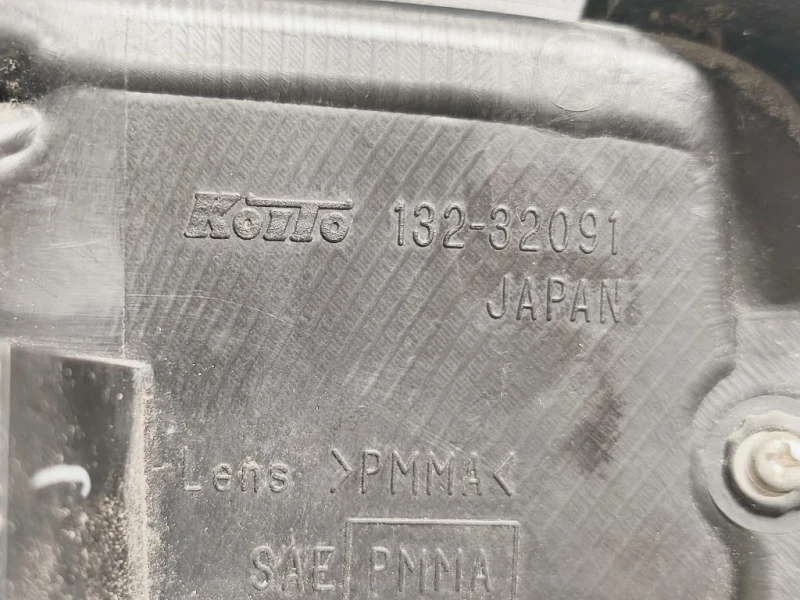 KOITO 132-32091
JAPAN
Lens >PMMA<
SAE PMMA